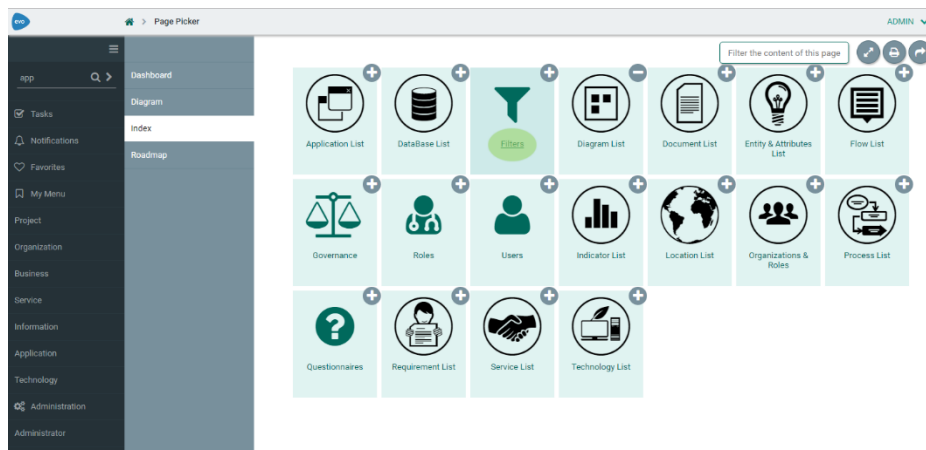 evo
> Page Picker
ADMIN
app
Tasks
Notifications
Favorites
My Menu
Project
Organization
Business
Service
Information
Application
Technology
Administration
Administrator
Dashboard
Diagram
Index
Roadmap
Filter the content of this page
Application List
DataBase List
Filters
Diagram List
Document List
Entity & Attributes
List
Flow List
Governance
Roles
Users
Indicator List
Location List
Organizations &
Roles
Process List
Questionnaires
Requirement List
Service List
Technology List